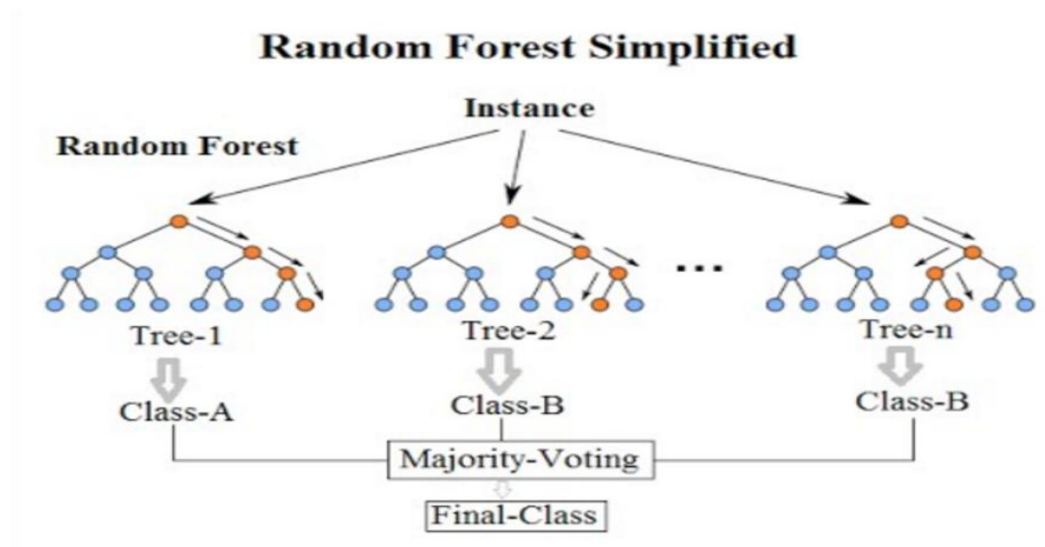 Random Forest Simplified
Instance
Random Forest
...
Tree-1 Tree-2 Tree-n
Class-A Class-B Class-B
Majority-Voting
Final-Class